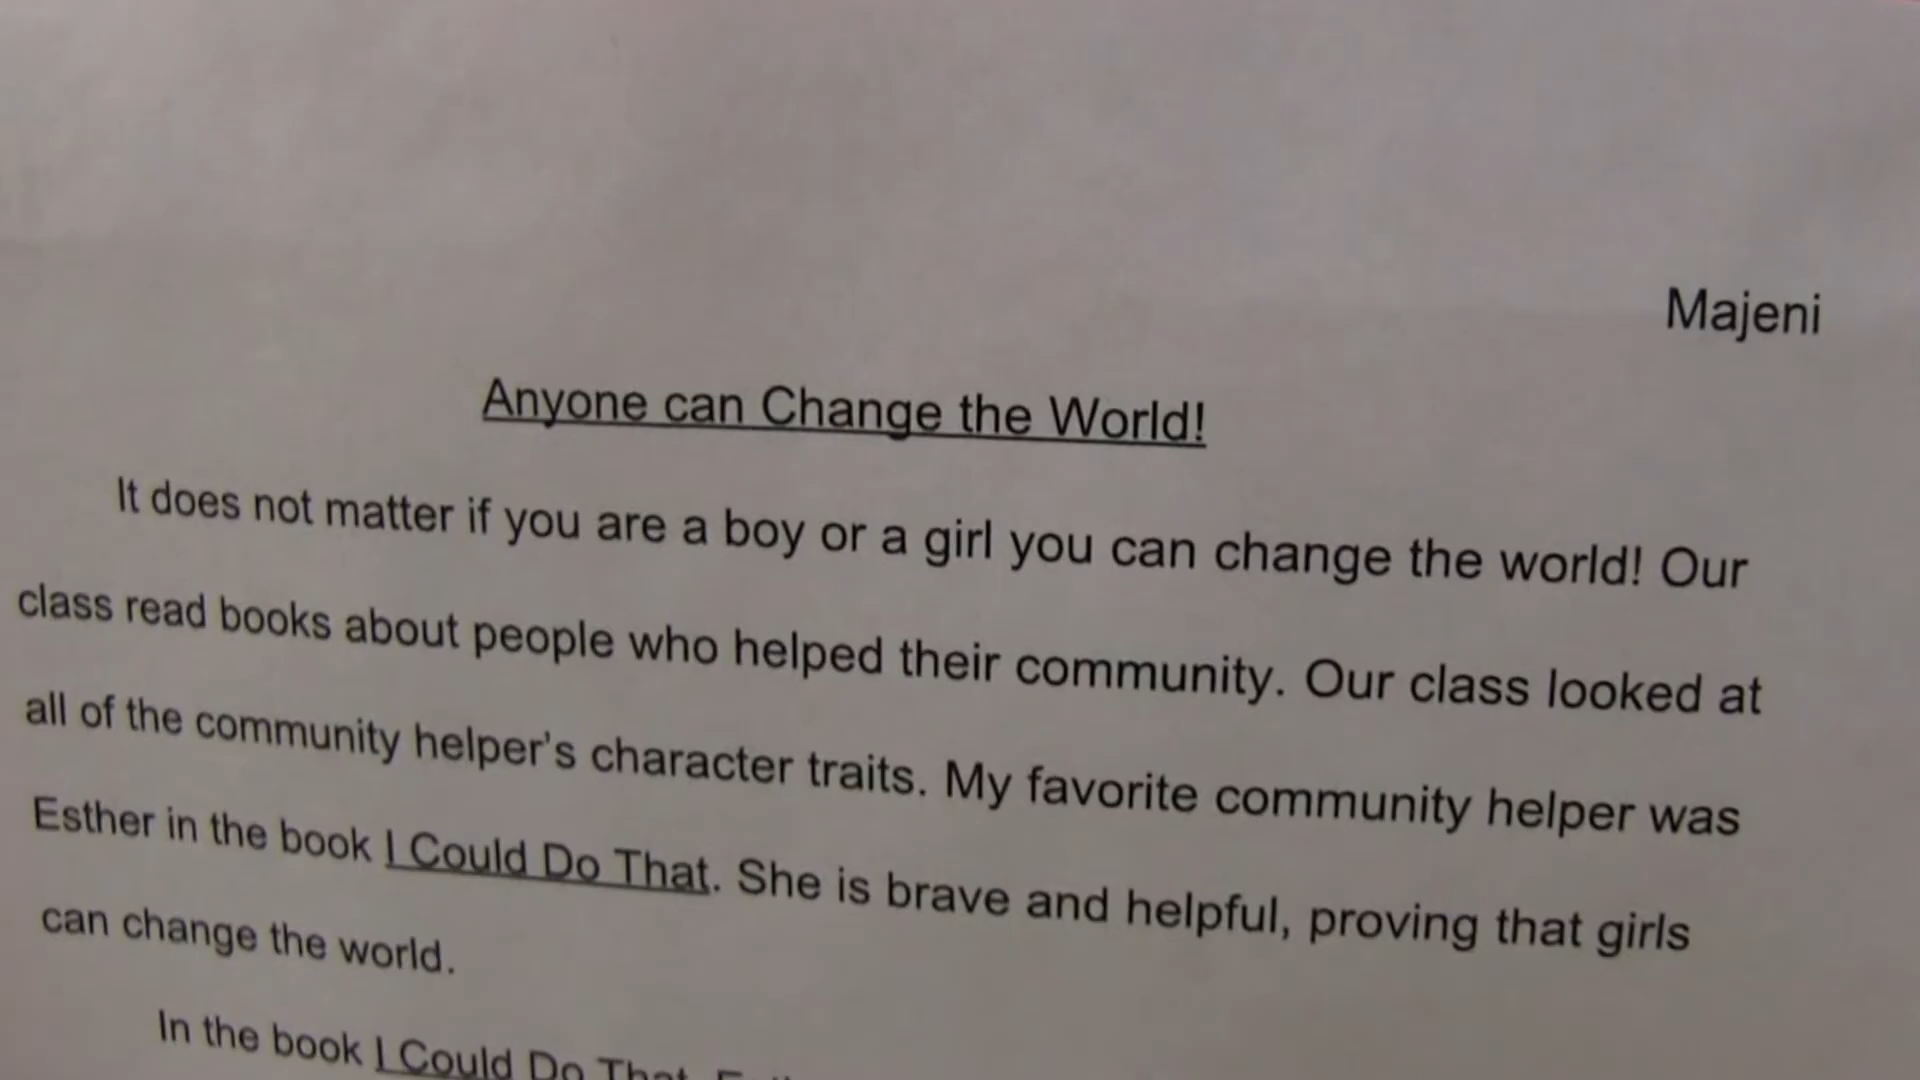 Majeni
Anyone can Change the World!
It does not matter if you are a boy or a girl you can change the world! Our
class read books about people who helped their community. Our class looked at
all of the community helper's character traits. My favorite community helper was
Esther in the book I Could Do That. She is brave and helpful, proving that girls
can change the world.
In the book I Could Do That